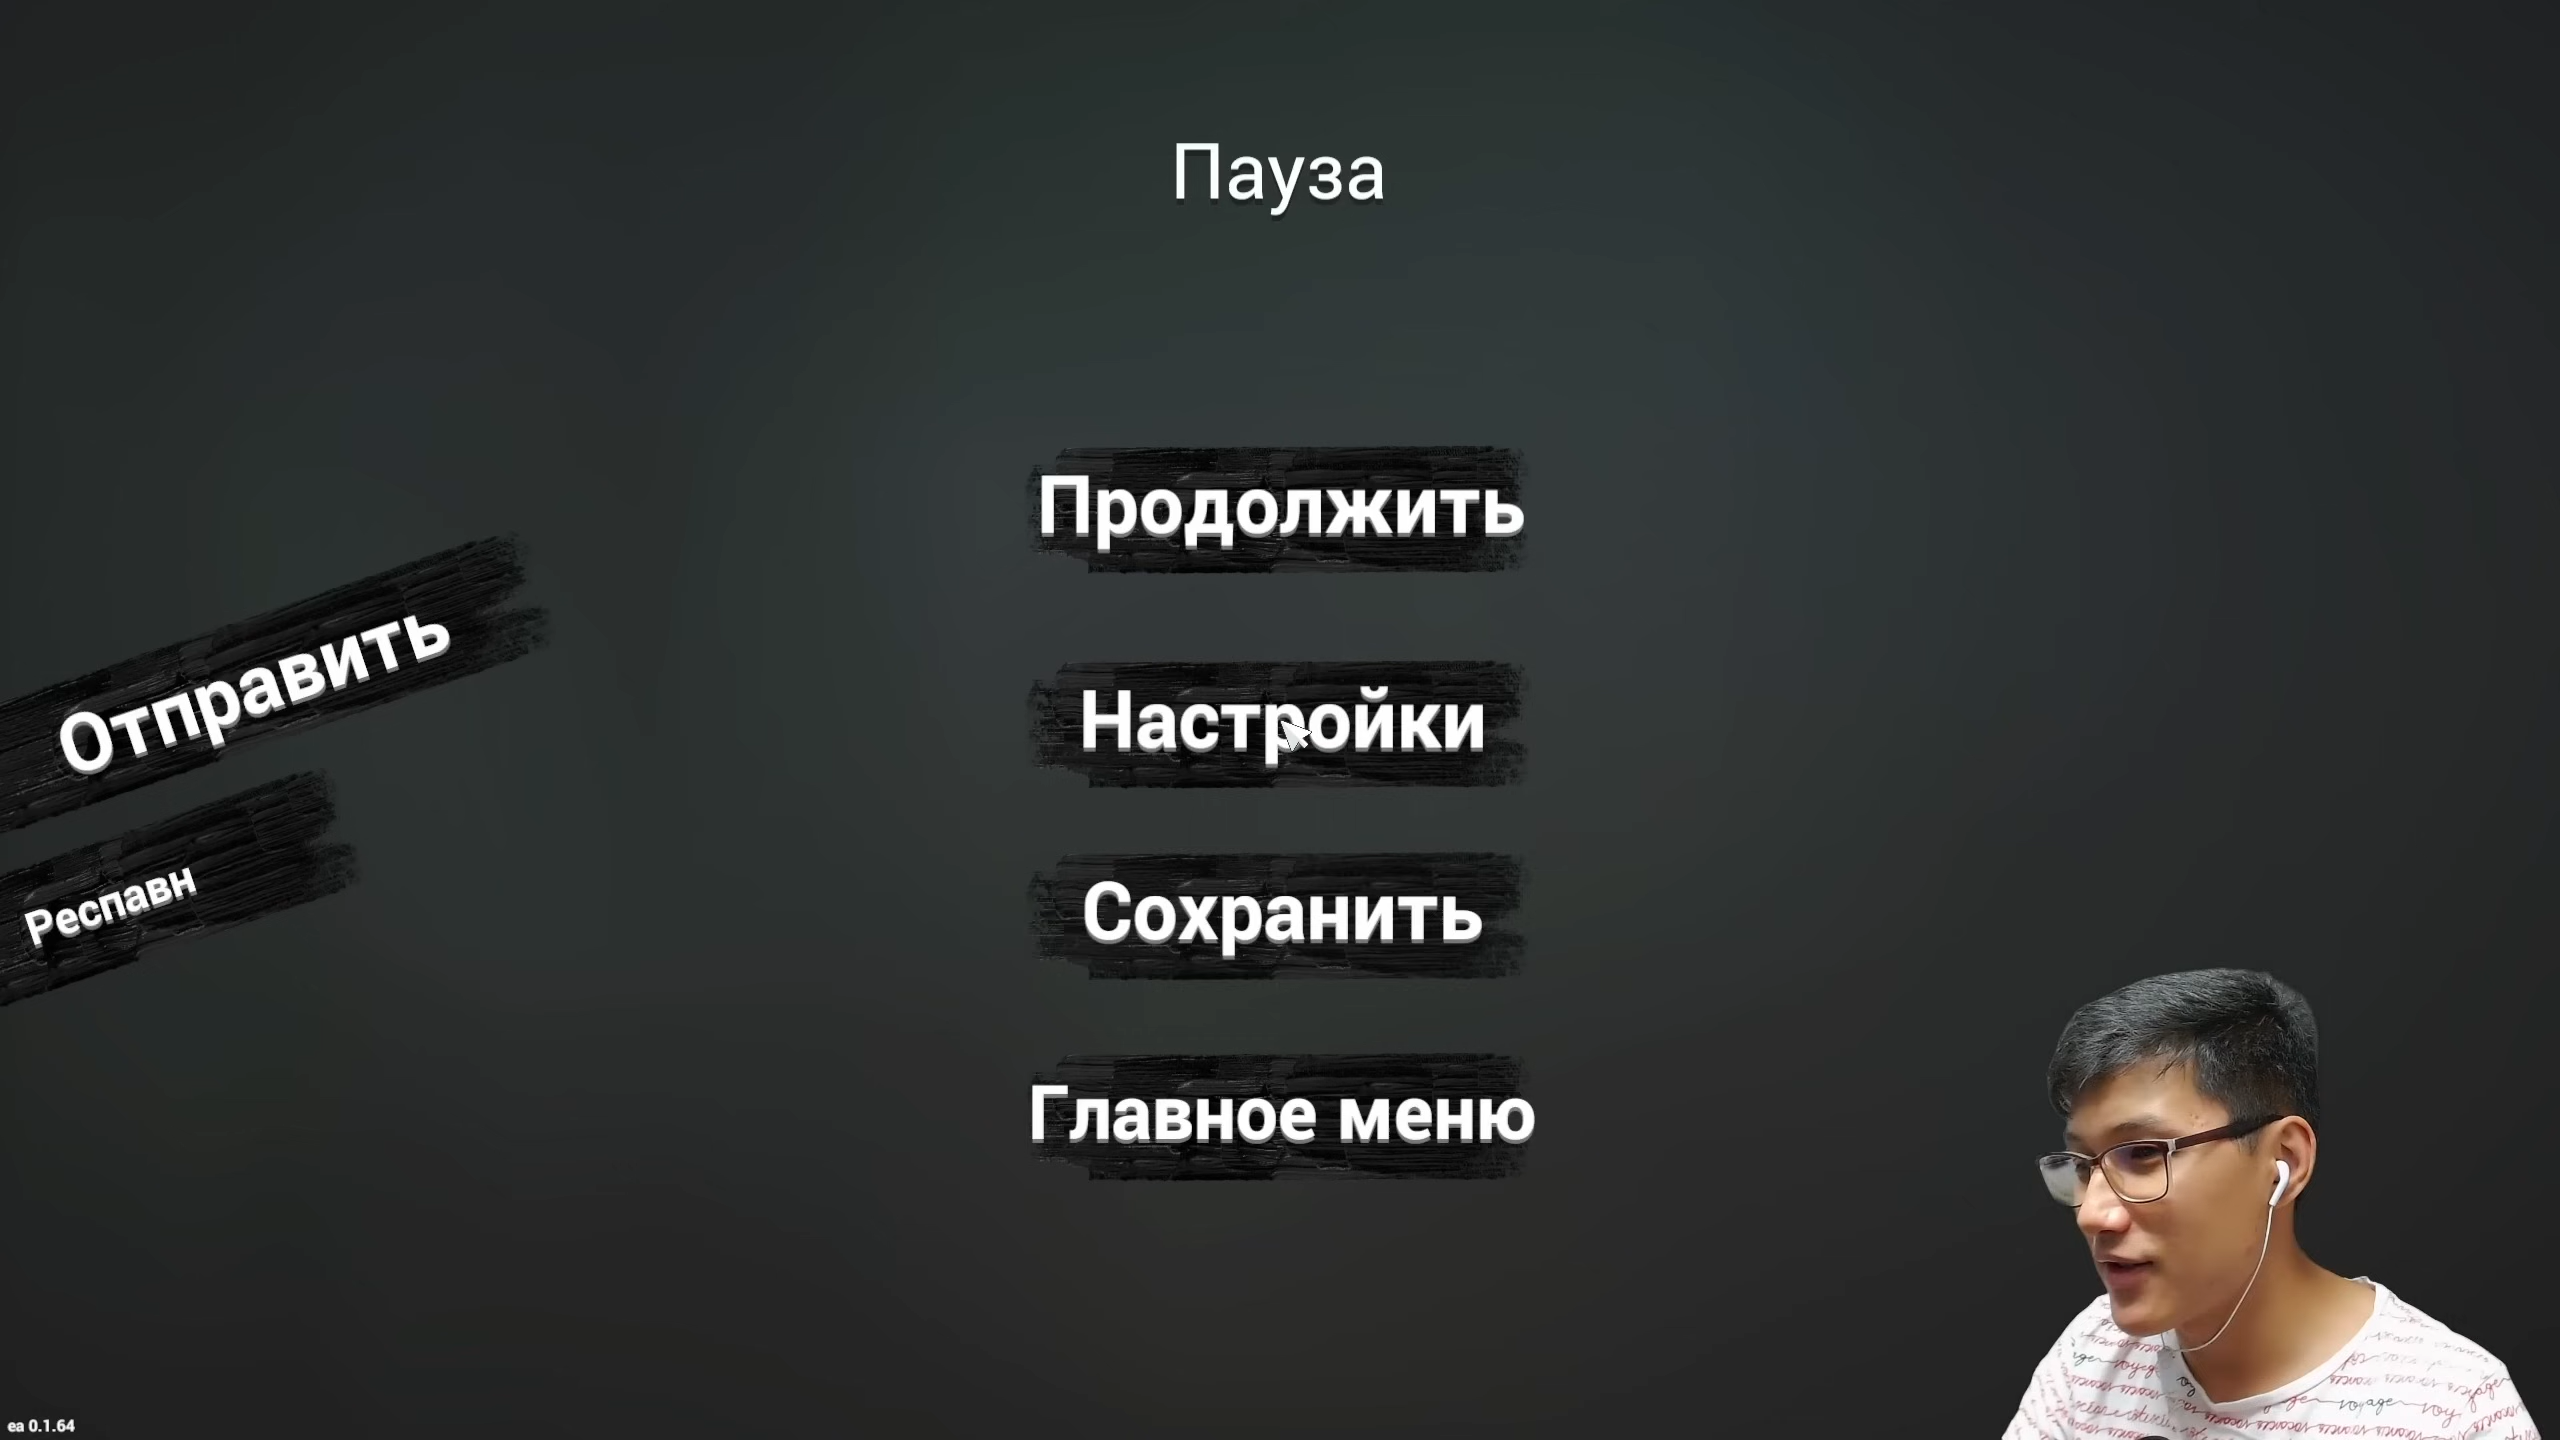 Пауза
Продолжить
Отправить
Настройки
Респавн
Сохранить
Главное меню
ea 0.1.64